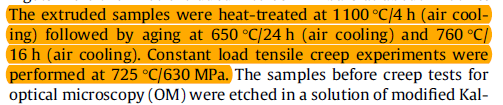 The extruded samples were heat-treated at 1100 °C/4 h (air cool-
ing) followed by aging at 650 °C/24 h (air cooling) and 760 °C/
16 h (air cooling). Constant load tensile creep experiments were
performed at 725 °C/630 MPa. The samples before creep tests for
optical microscopy (OM) were etched in a solution of modified Kal-